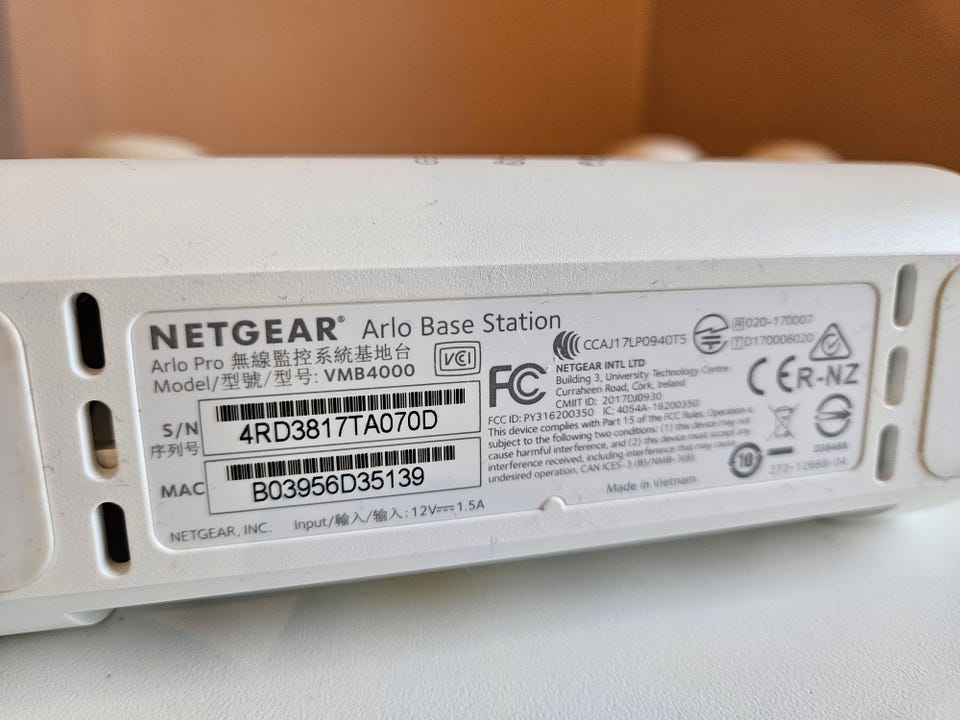 NETGEAR® Arlo Base Station
Arlo Pro 無線監控系統基地台
Model/型號/型号: VMB4000
VCI
S/N
序列号
4RD3817TA070D
MAC
B03956D35139
NETGEAR, INC.
Input/輸入/输入: 12V⎓1.5A
CCAJ17LP0940T5
R 020-170007
T D170006020
FC
NETGEAR INTL LTD
Building 3, University Technology Centre
Curraheen Road, Cork, Ireland
CMIIT ID: 2017DJ0930
FCC ID: PY316200350 IC: 4054A-16200350
This device complies with Part 15 of the FCC Rules. Operation is
subject to the following two conditions: (1) this device may not
cause harmful interference, and (2) this device must accept any
interference received, including interference that may cause
undesired operation. CAN ICES-3 (B)/NMB-3(B)
CE R-NZ
10
272-12668-04
Made in Vietnam